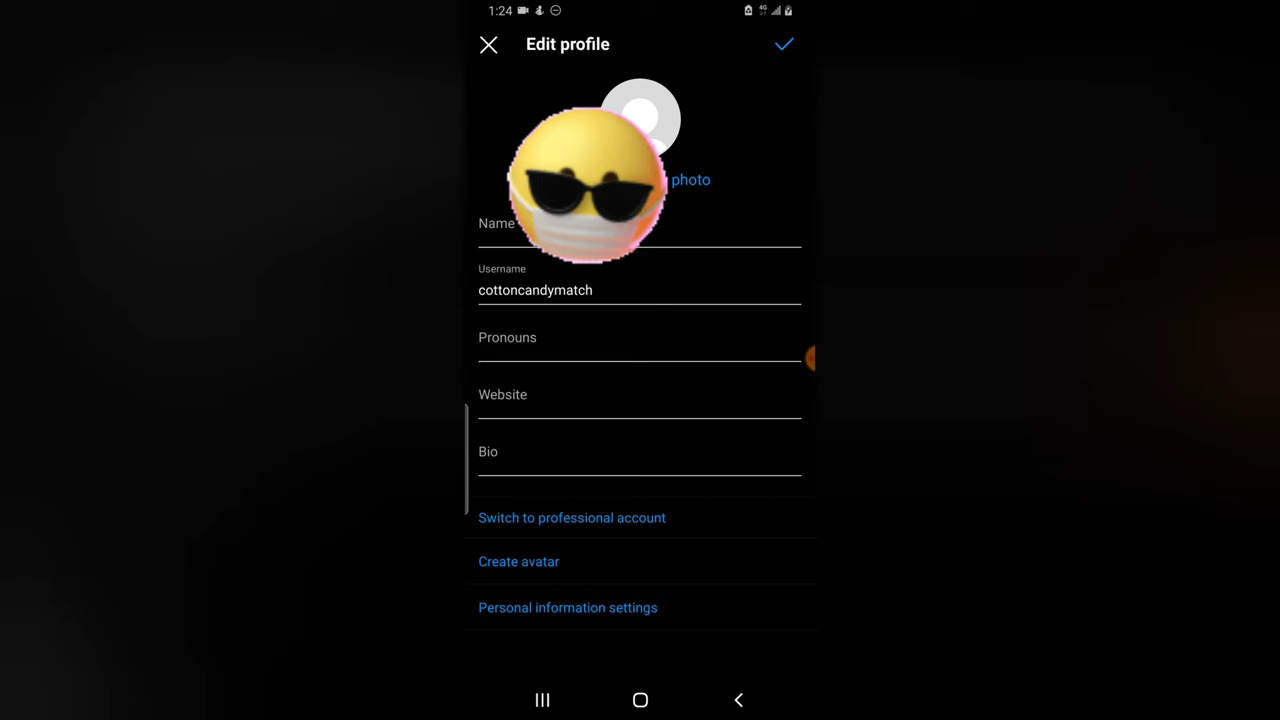 1:24
4G
Edit profile
photo
Name
Username
cottoncandymatch
Pronouns
Website
Bio
Switch to professional account
Create avatar
Personal information settings